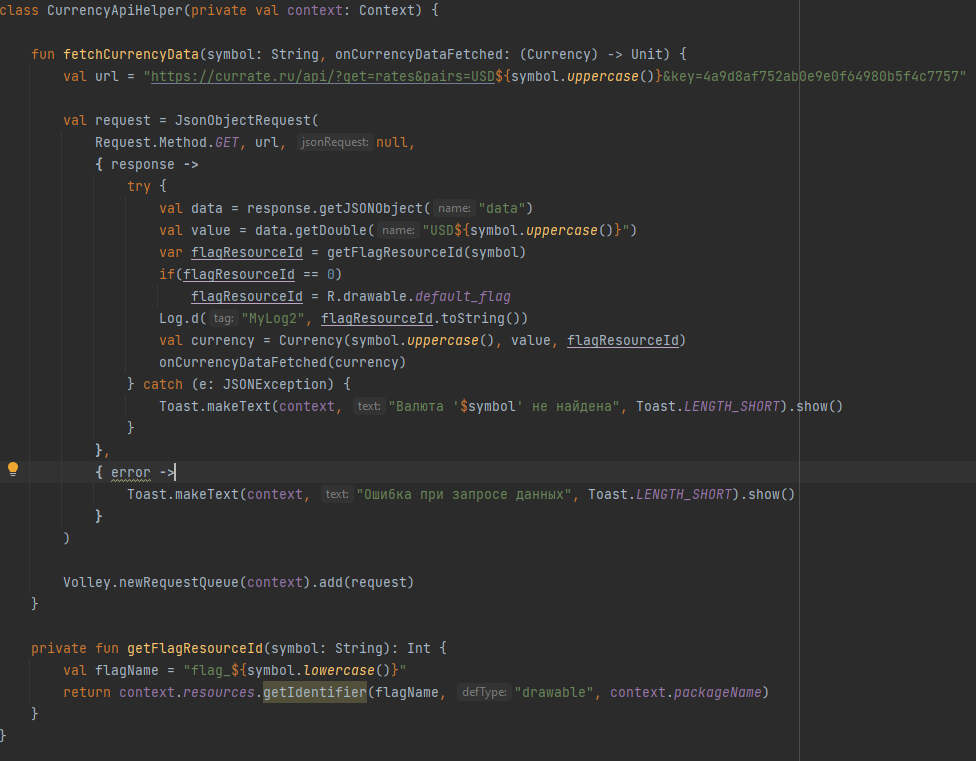 class CurrencyApiHelper(private val context: Context) {
fun fetchCurrencyData(symbol: String, onCurrencyDataFetched: (Currency) -> Unit) {
val url = "https://currate.ru/api/?get=rates&pairs=USD${symbol.uppercase()}&key=4a9d8af752ab0e9e0f64980b5f4c7757"
val request = JsonObjectRequest(
Request.Method.GET, url, jsonRequest: null,
{ response ->
try {
val data = response.getJSONObject( name: "data")
val value = data.getDouble( name: "USD${symbol.uppercase()}")
var flagResourceId = getFlagResourceId(symbol)
if(flagResourceId == 0)
flagResourceId = R.drawable.default_flag
Log.d( tag: "MyLog2", flagResourceId.toString())
val currency = Currency(symbol.uppercase(), value, flagResourceId)
onCurrencyDataFetched(currency)
} catch (e: JSONException) {
Toast.makeText(context, text: "Валюта '$symbol' не найдена", Toast.LENGTH_SHORT).show()
}
},
{ error ->
Toast.makeText(context, text: "Ошибка при запросе данных", Toast.LENGTH_SHORT).show()
}
)
Volley.newRequestQueue(context).add(request)
}
private fun getFlagResourceId(symbol: String): Int {
val flagName = "flag_${symbol.lowercase()}"
return context.resources.getIdentifier(flagName, defType: "drawable", context.packageName)
}
}